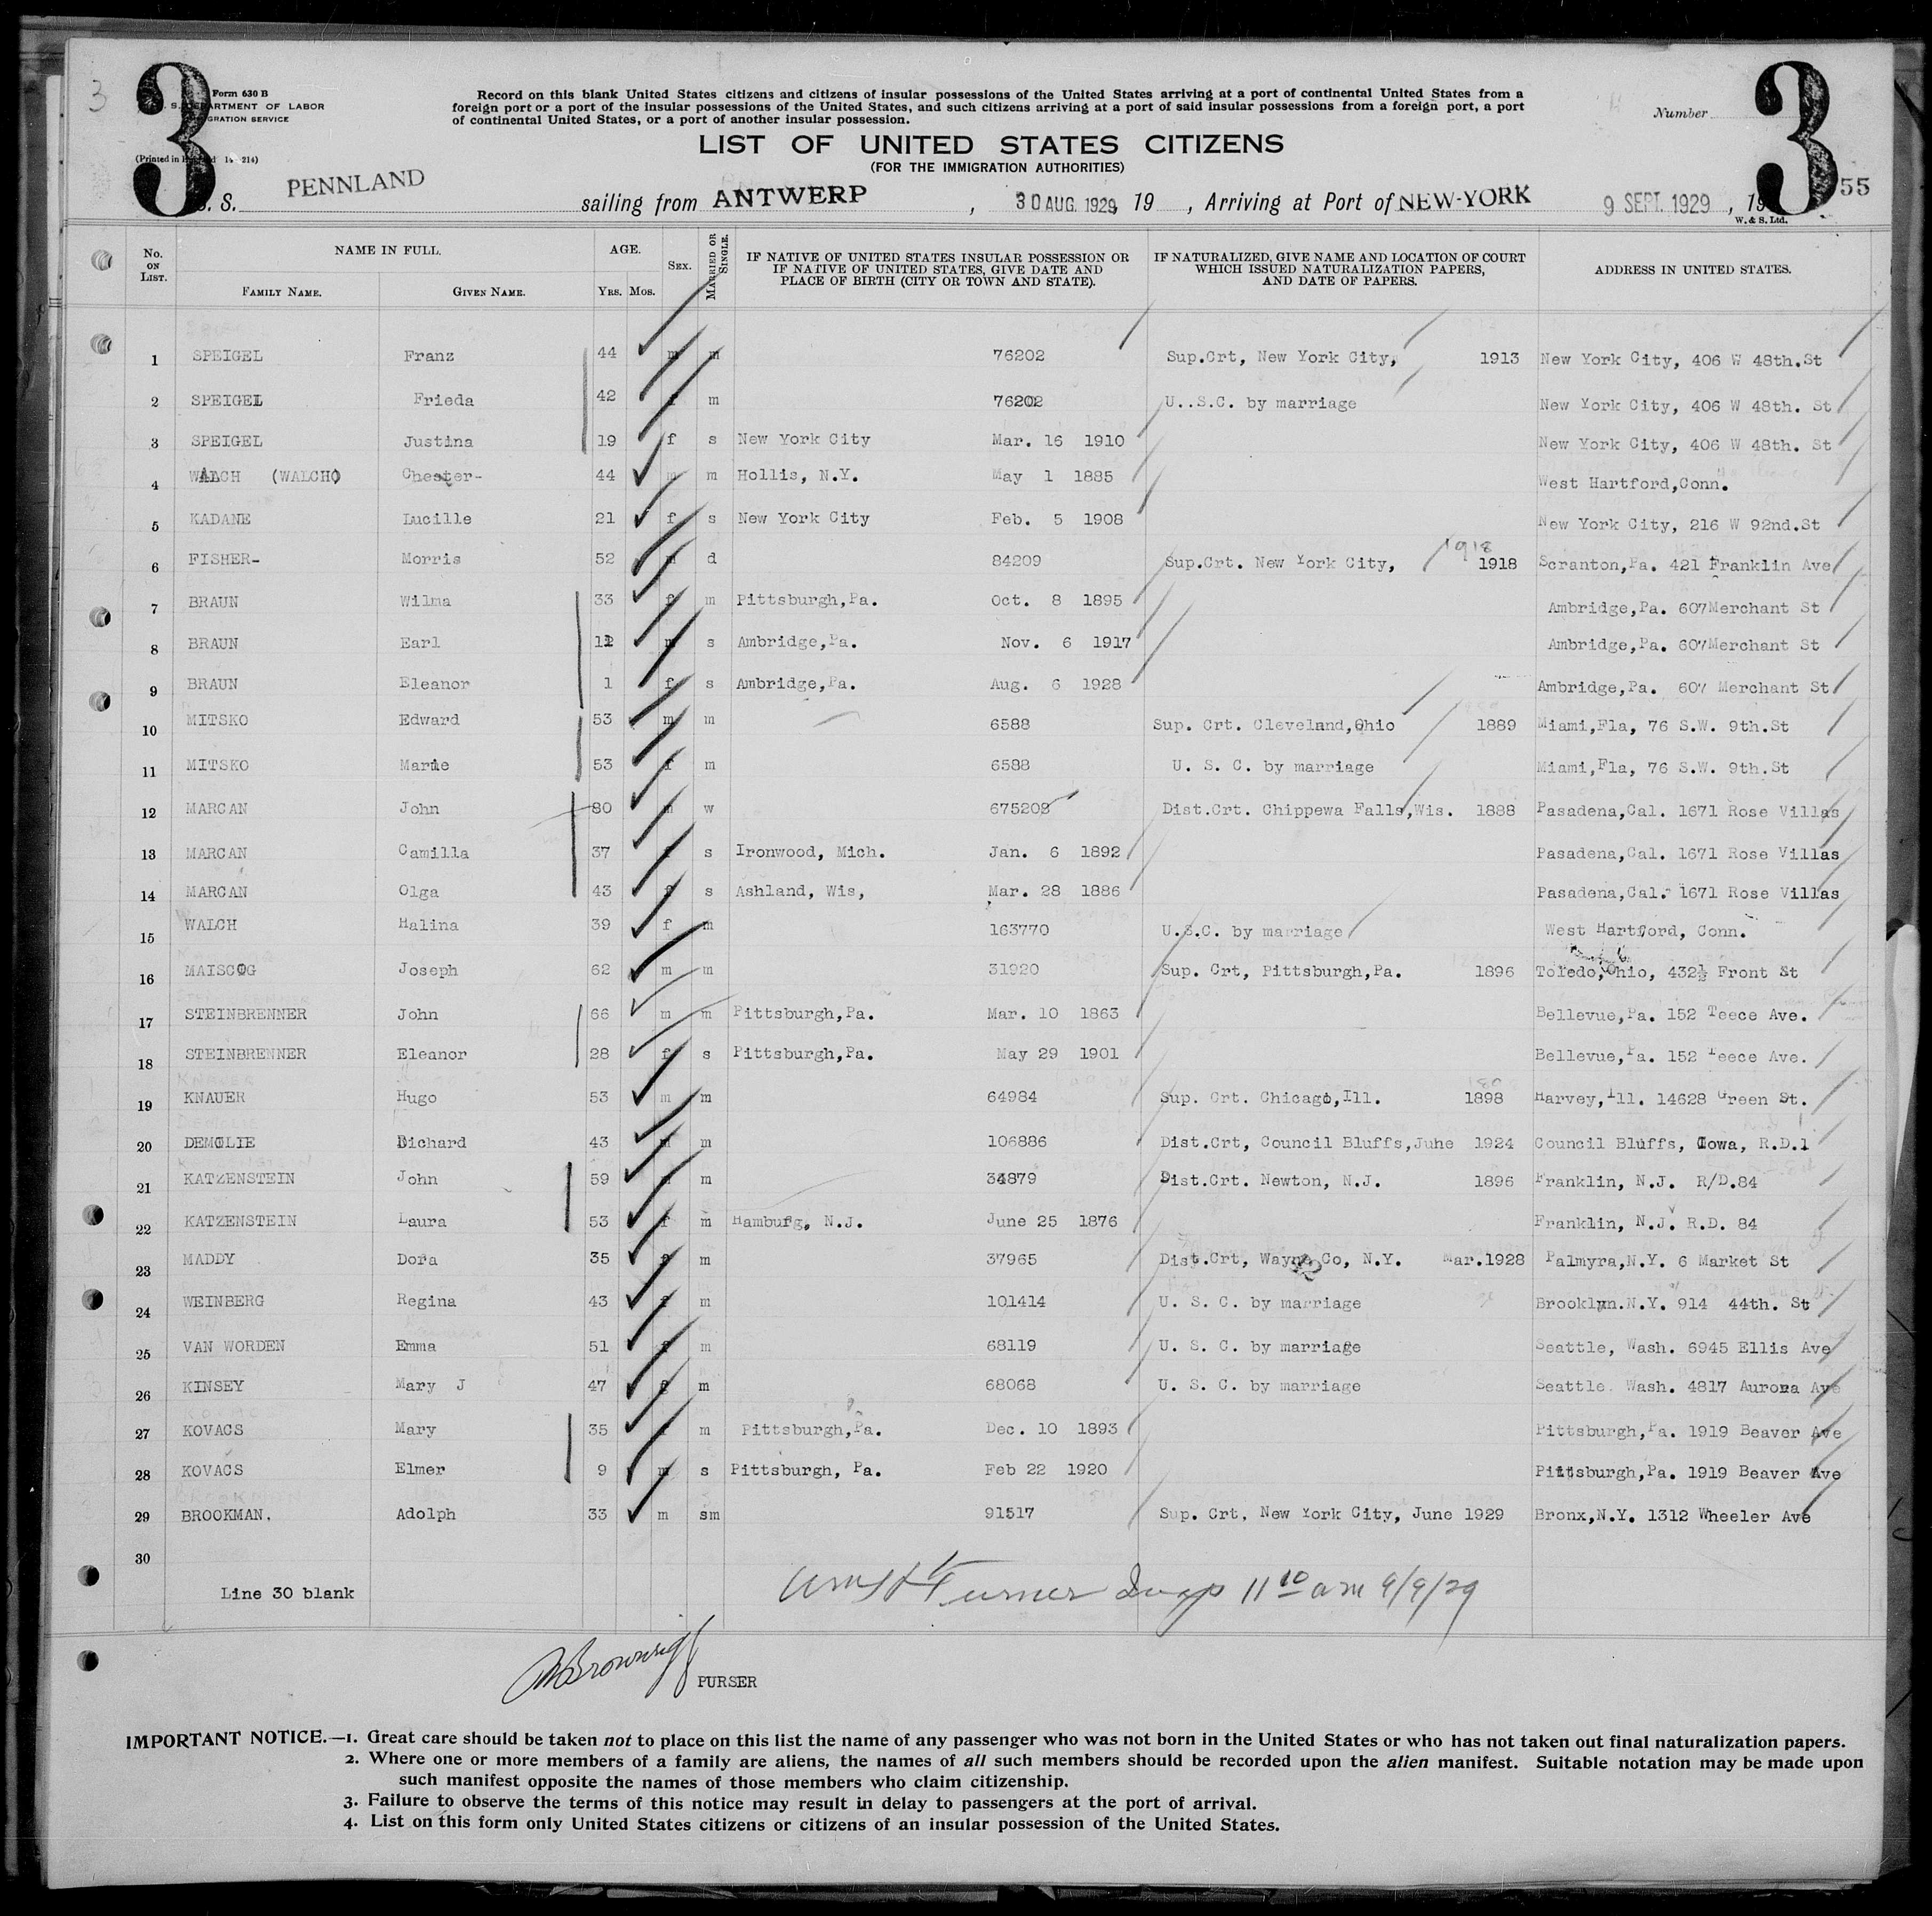 3
Form 630 B
U. S. DEPARTMENT OF LABOR
IMMIGRATION SERVICE
(Printed in
214)
3
Record on this blank United States citizens and citizens of insular possessions of the United States arriving at a port of continental United States from a
foreign port or a port of the insular possessions of the United States, and such citizens arriving at a port of said insular possessions from a foreign port, a port
of continental United States, or a port of another insular possession.
Number
3
LIST OF UNITED STATES CITIZENS
(FOR THE IMMIGRATION AUTHORITIES)
S. S. PENNLAND sailing from ANTWERP , 30 AUG. 1929, 19 , Arriving at Port of NEW-YORK 9 SEPT. 1929 , 19 55
W. & S. Ltd.
No. ON LIST. NAME IN FULL. FAMILY NAME. GIVEN NAME. AGE. YRS. MOS. SEX. MARRIED OR SINGLE. IF NATIVE OF UNITED STATES INSULAR POSSESSION OR IF NATIVE OF UNITED STATES, GIVE DATE AND PLACE OF BIRTH (CITY OR TOWN AND STATE). IF NATURALIZED, GIVE NAME AND LOCATION OF COURT WHICH ISSUED NATURALIZATION PAPERS, AND DATE OF PAPERS. ADDRESS IN UNITED STATES.
1 SPEIGEL Franz 44 m m 76202 Sup.Crt, New York City, 1913 New York City, 406 W 48th.St
2 SPEIGEL Frieda 42 f m 76202 U..S.C. by marriage New York City, 406 W 48th. St
3 SPEIGEL Justina 19 f s New York City Mar. 16 1910 New York City, 406 W 48th. St
4 WALCH (WALCH) Chester- 44 m m Hollis, N.Y. May 1 1885 West Hartford,Conn.
5 KADANE Lucille 21 f s New York City Feb. 5 1908 New York City, 216 W 92nd.St
6 FISHER- Morris 52 m d 84209 Sup.Crt. New York City, 1918 1918 Scranton,Pa. 421 Franklin Ave
7 BRAUN Wilma 33 f m Pittsburgh,Pa. Oct. 8 1895 Ambridge,Pa. 607Merchant St
8 BRAUN Earl 11 m s Ambridge,Pa. Nov. 6 1917 Ambridge,Pa. 607Merchant St
9 BRAUN Eleanor 1 f s Ambridge,Pa. Aug. 6 1928 Ambridge,Pa. 607 Merchant St
10 MITSKO Edward 53 m m 6588 Sup. Crt. Cleveland,Ohio 1889 Miami,Fla, 76 S.W. 9th.St
11 MITSKO Marie 53 f m 6588 U. S. C. by marriage Miami,Fla, 76 S.W. 9th.St
12 MARCAN John 80 m w 675202 Dist.Crt. Chippewa Falls,Wis. 1888 Pasadena,Cal. 1671 Rose Villas
13 MARCAN Camilla 37 f s Ironwood, Mich. Jan. 6 1892 Pasadena,Cal. 1671 Rose Villas
14 MARCAN Olga 43 f s Ashland, Wis, Mar. 28 1886 Pasadena,Cal. 1671 Rose Villas
15 WALCH Halina 39 f m 163770 U.S.C. by marriage West Hartford, Conn.
16 MAISCOG Joseph 62 m m 31920 Sup. Crt, Pittsburgh,Pa. 1896 Toledo,Ohio, 432½ Front St
17 STEINBRENNER John 66 m m Pittsburgh,Pa. Mar. 10 1863 Bellevue,Pa. 152 Teece Ave.
18 STEINBRENNER Eleanor 28 f s Pittsburgh,Pa. May 29 1901 Bellevue,Pa. 152 Teece Ave.
19 KNAUER Hugo 53 m m 64984 Sup. Crt. Chicago,Ill. 1898 Harvey,Ill. 14628 Green St.
20 DEMOLIE Richard 43 m m 106886 Dist.Crt, Council Bluffs,June 1924 Council Bluffs, Iowa, R.D.1
21 KATZENSTEIN John 59 m m 34879 Dist.Crt. Newton, N.J. 1896 Franklin, N.J. R/D.84
22 KATZENSTEIN Laura 53 f m Hamburg, N.J. June 25 1876 Franklin, N.J. R.D. 84
23 MADDY Dora 35 f m 37965 Dist.Crt, Wayne Co, N.Y. Mar.1928 Palmyra,N.Y. 6 Market St
24 WEINBERG Regina 43 f m 101414 U. S. C. by marriage Brooklyn.N.Y. 914 44th. St
25 VAN WORDEN Emma 51 f m 68119 U. S. C. by marriage Seattle, Wash. 6945 Ellis Ave
26 KINSEY Mary J 47 f m 68068 U. S. C. by marriage Seattle. Wash. 4817 Aurora Ave
27 KOVACS Mary 35 f m Pittsburgh,Pa. Dec. 10 1893 Pittsburgh,Pa. 1919 Beaver Ave
28 KOVACS Elmer 9 m s Pittsburgh, Pa. Feb 22 1920 Pittsburgh,Pa. 1919 Beaver Ave
29 BROOKMAN. Adolph 33 m sm 91517 Sup. Crt, New York City, June 1929 Bronx,N.Y. 1312 Wheeler Ave
30
Line 30 blank
Turner Insp 11 10 am 9/9/29
PURSER
IMPORTANT NOTICE.—1. Great care should be taken not to place on this list the name of any passenger who was not born in the United States or who has not taken out final naturalization papers.
2. Where one or more members of a family are aliens, the names of all such members should be recorded upon the alien manifest. Suitable notation may be made upon
such manifest opposite the names of those members who claim citizenship.
3. Failure to observe the terms of this notice may result in delay to passengers at the port of arrival.
4. List on this form only United States citizens or citizens of an insular possession of the United States.